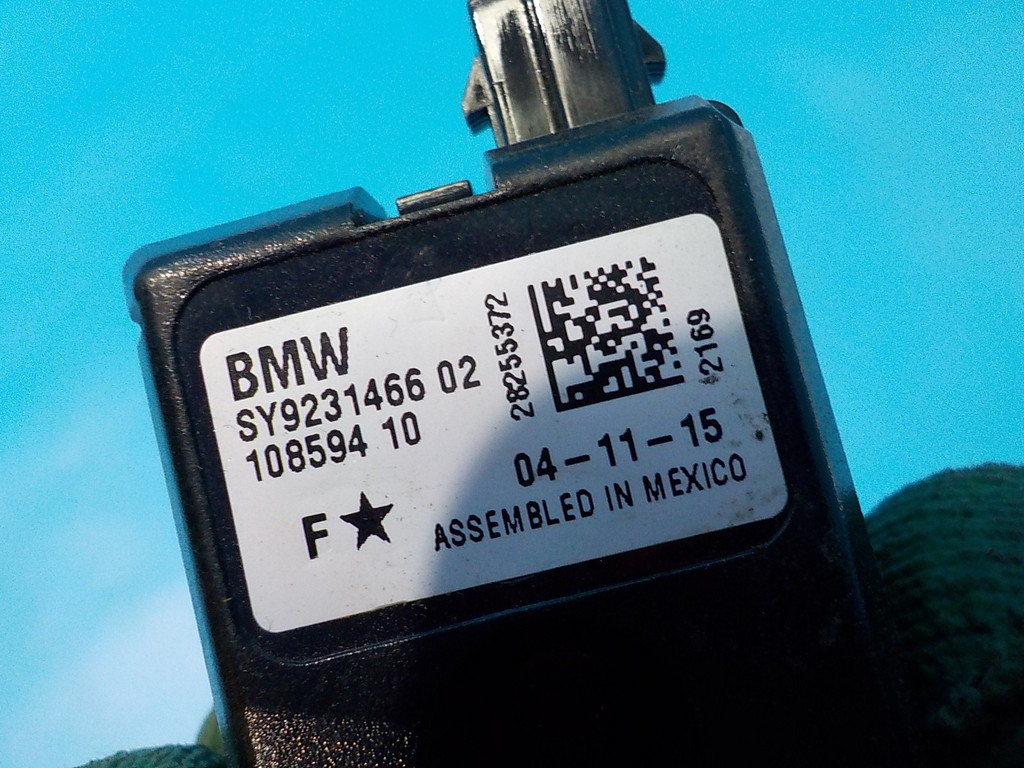 BMW
SY9231466 02
108594 10
F★
28255372
2169
04-11-15
ASSEMBLED IN MEXICO